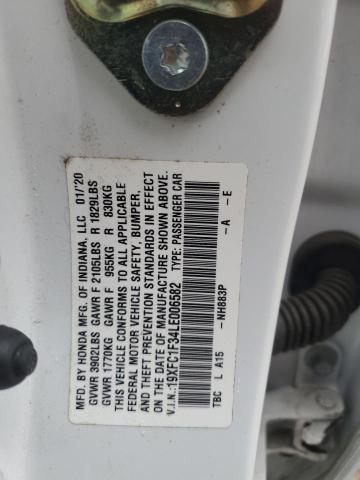 MFD. BY HONDA MFG. OF INDIANA, LLC 01/'20
GVWR 3902LBS GAWR F 2105LBS R 1829LBS
GVWR 1770KG GAWR F 955KG R 830KG
THIS VEHICLE CONFORMS TO ALL APPLICABLE
FEDERAL MOTOR VEHICLE SAFETY, BUMPER,
AND THEFT PREVENTION STANDARDS IN EFFECT
ON THE DATE OF MANUFACTURE SHOWN ABOVE.
V.I.N.:19XFC1F34LE006582 TYPE: PASSENGER CAR
TBC L A15 -NH883P -A -E